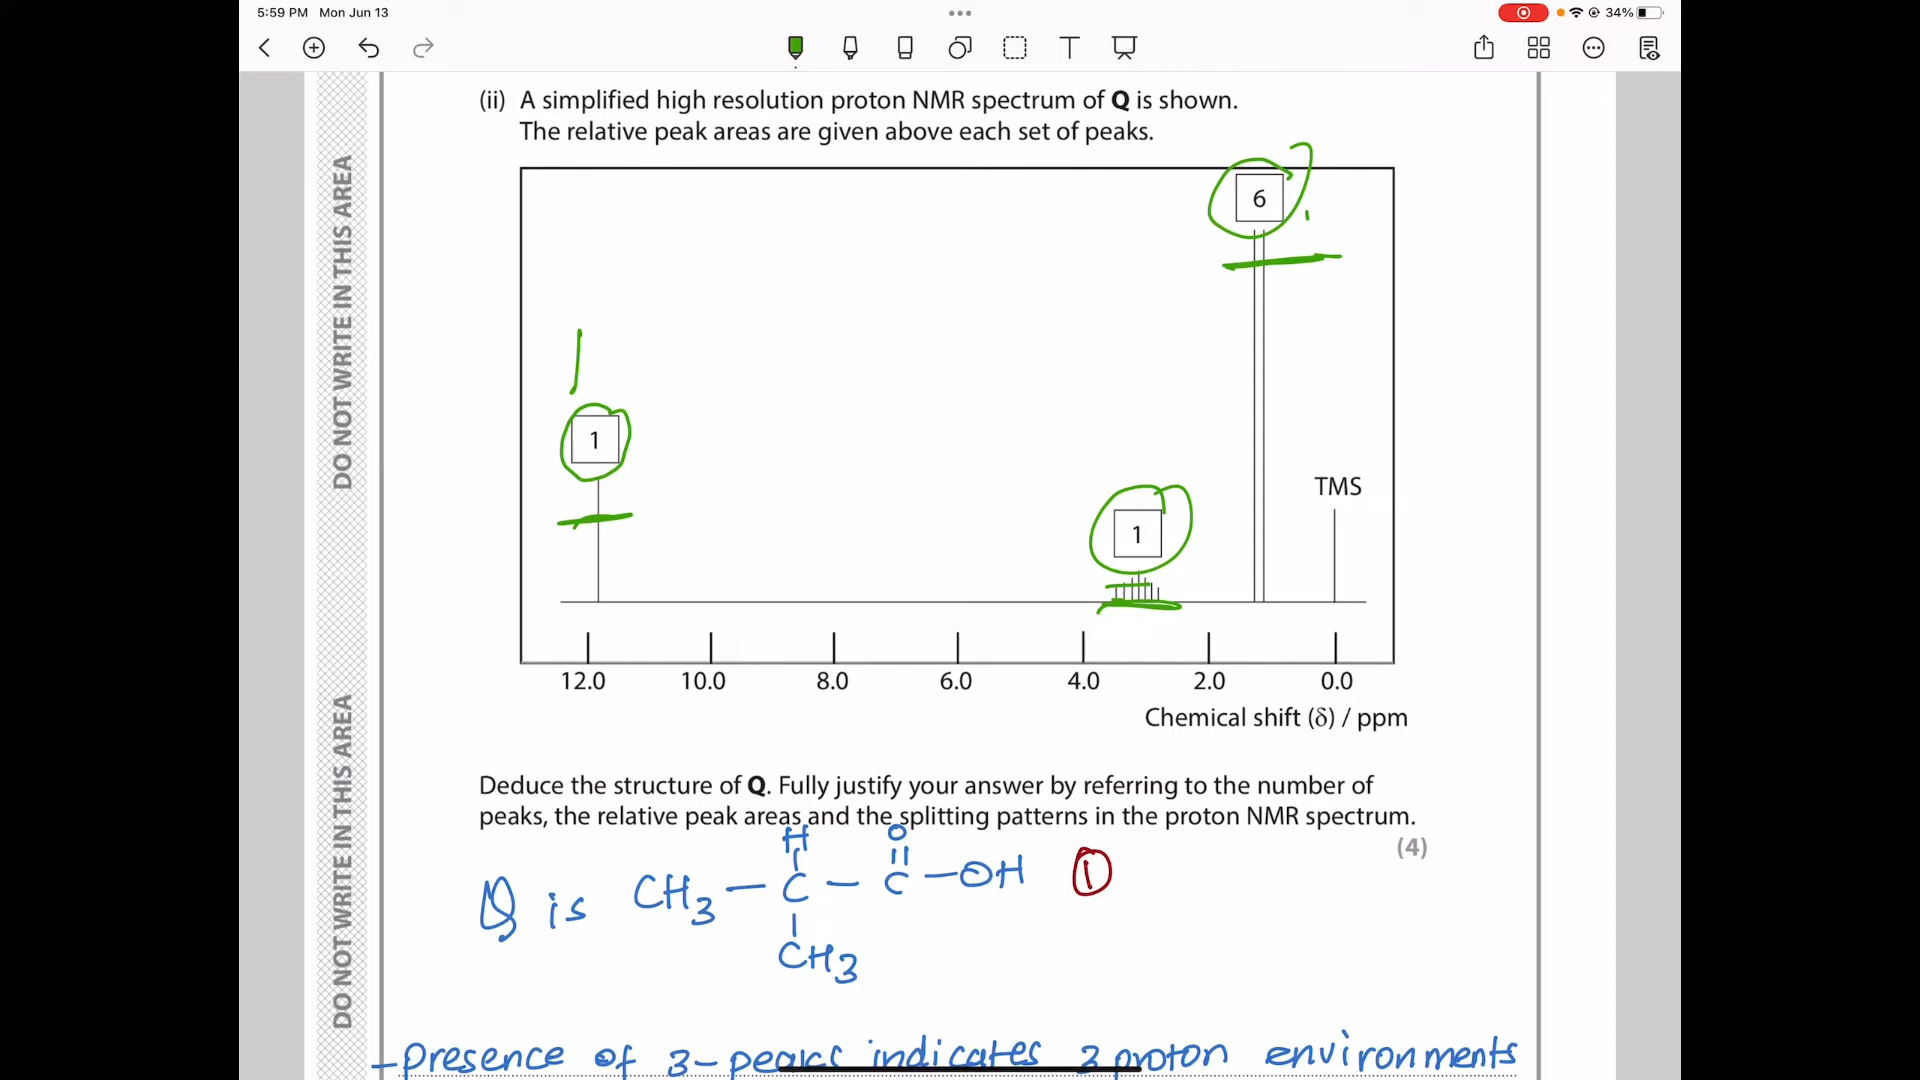 5:59 PM Mon Jun 13
34%
(ii) A simplified high resolution proton NMR spectrum of Q is shown.
The relative peak areas are given above each set of peaks.
DO NOT WRITE IN THIS AREA
6
1
1
TMS
12.0 10.0 8.0 6.0 4.0 2.0 0.0
Chemical shift (δ) / ppm
DO NOT WRITE IN THIS AREA
Deduce the structure of Q. Fully justify your answer by referring to the number of
peaks, the relative peak areas and the splitting patterns in the proton NMR spectrum.
(4)
H O
Q is CH3 — C — C — OH 1
CH3
- presence of 3-peaks indicates 3 proton environments